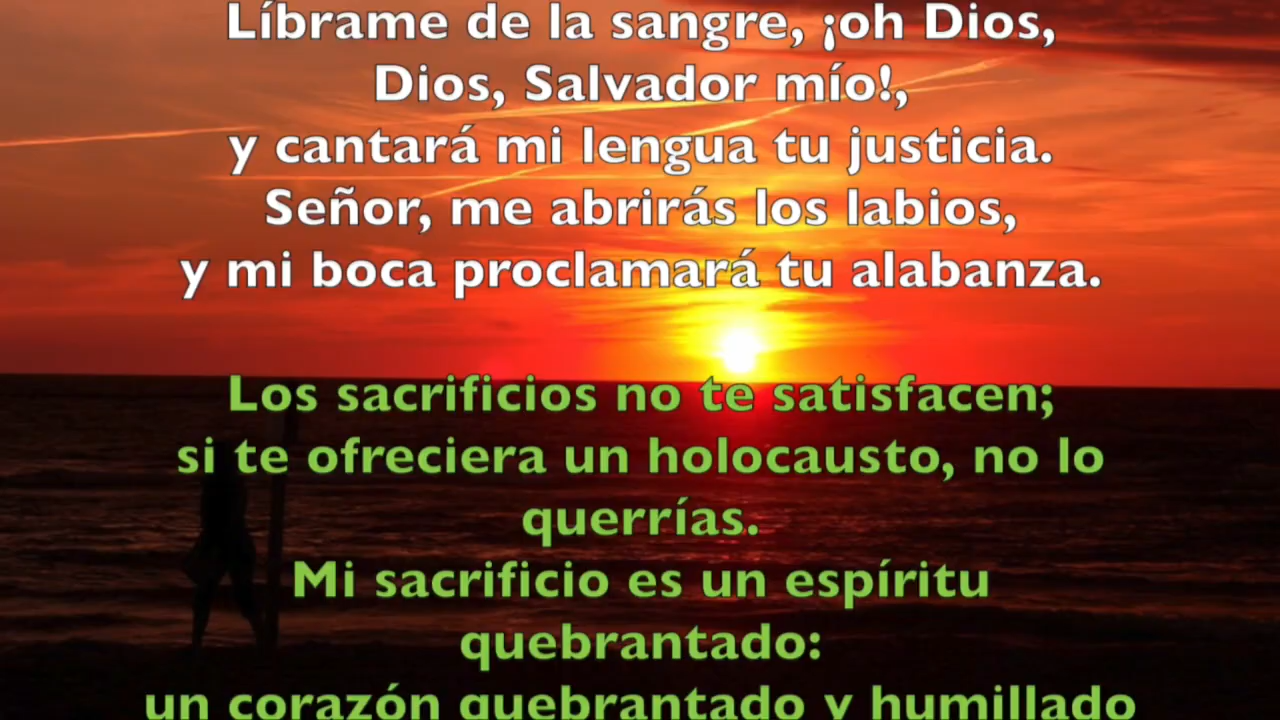 Líbrame de la sangre, ¡oh Dios,
Dios, Salvador mío!,
y cantará mi lengua tu justicia.
Señor, me abrirás los labios,
y mi boca proclamará tu alabanza.
Los sacrificios no te satisfacen;
si te ofreciera un holocausto, no lo
querrías.
Mi sacrificio es un espíritu
quebrantado:
un corazón quebrantado y humillado